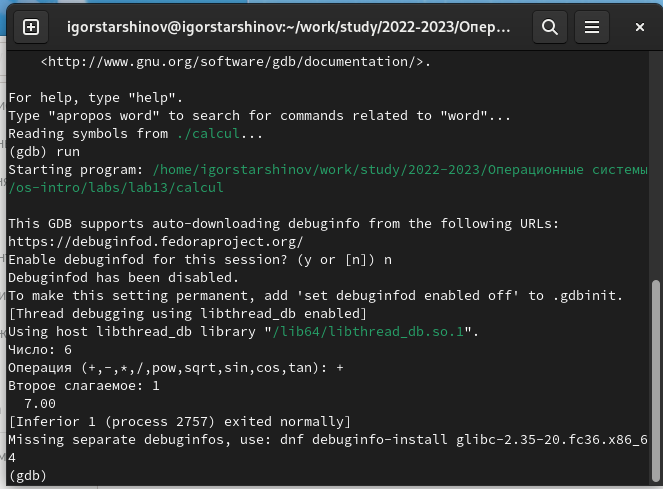 igorstarshinov@igorstarshinov:~/work/study/2022-2023/Опер...
<http://www.gnu.org/software/gdb/documentation/>.
For help, type "help".
Type "apropos word" to search for commands related to "word"...
Reading symbols from ./calcul...
(gdb) run
Starting program: /home/igorstarshinov/work/study/2022-2023/Операционные системы
/os-intro/labs/lab13/calcul
This GDB supports auto-downloading debuginfo from the following URLs:
https://debuginfod.fedoraproject.org/
Enable debuginfod for this session? (y or [n]) n
Debuginfod has been disabled.
To make this setting permanent, add 'set debuginfod enabled off' to .gdbinit.
[Thread debugging using libthread_db enabled]
Using host libthread_db library "/lib64/libthread_db.so.1".
Число: 6
Операция (+,-,*,/,pow,sqrt,sin,cos,tan): +
Второе слагаемое: 1
7.00
[Inferior 1 (process 2757) exited normally]
Missing separate debuginfos, use: dnf debuginfo-install glibc-2.35-20.fc36.x86_6
4
(gdb)